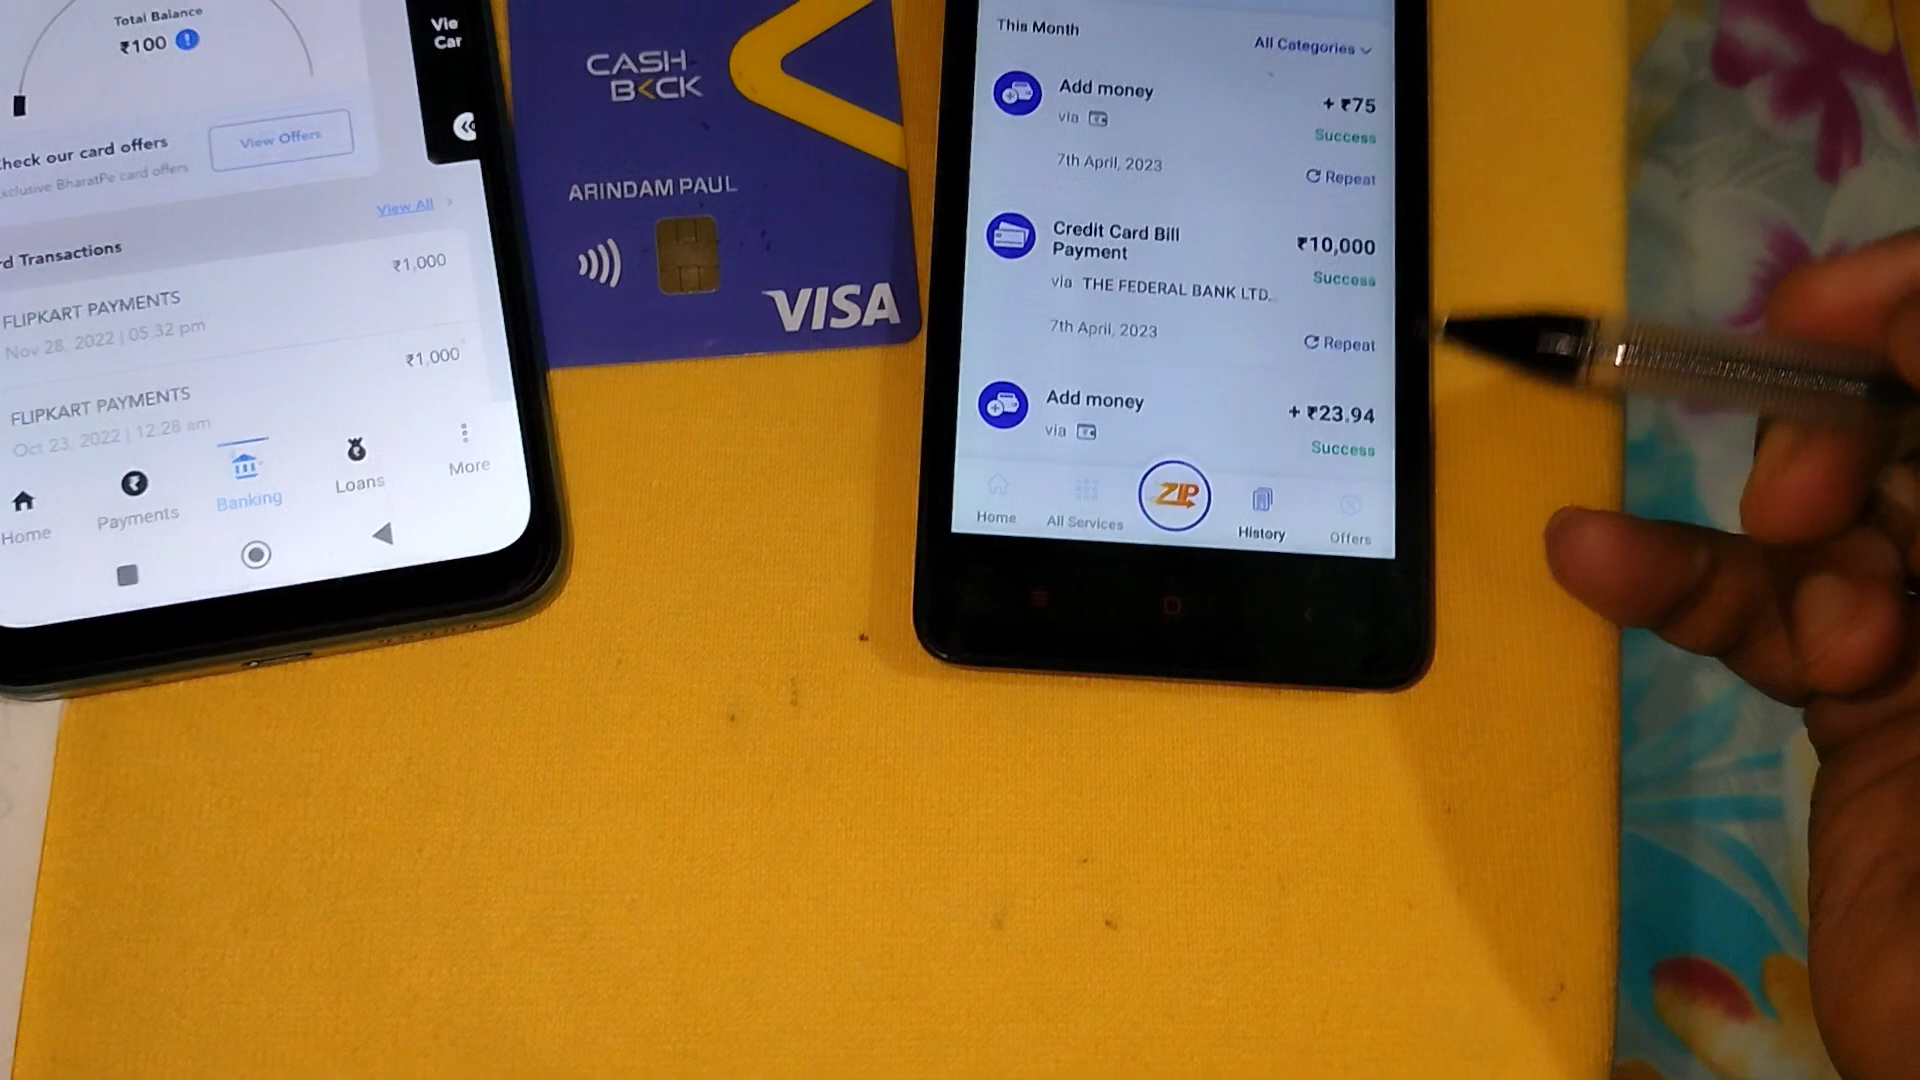 Total Balance
₹100
Check our card offers
View Offers
exclusive BharatPe card offers
View All
rd Transactions
FLIPKART PAYMENTS
₹1,000
Nov 28, 2022 | 05:32 pm
FLIPKART PAYMENTS
₹1,000
Oct 23, 2022 | 12:28 am
Home
Payments
Banking
Loans
More
Vie
Car
CASH
B<CK
ARINDAM PAUL
VISA
This Month
All Categories
Add money
+ ₹75
via
Success
7th April, 2023
Repeat
Credit Card Bill
Payment
₹10,000
via THE FEDERAL BANK LTD.
Success
7th April, 2023
Repeat
Add money
+ ₹23.94
via
Success
ZIP
Home
All Services
History
Offers